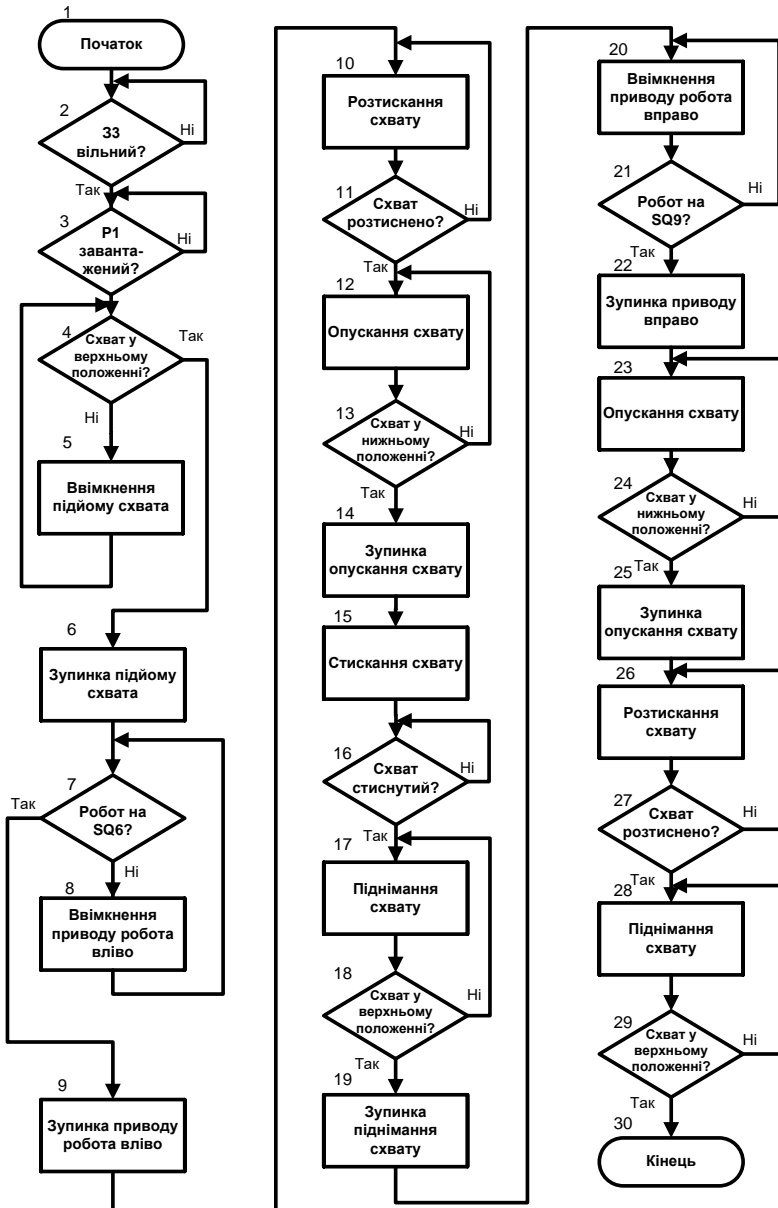 1
Початок
2
ЗЗ
вільний?
Ні
Так
3
Р1
заванта-
жений?
Ні
4
Схват у
верхньому
положенні?
Так
Ні
5
Ввімкнення
підйому схвата
6
Зупинка підйому
схвата
7
Так
Робот на
SQ6?
Ні
8
Ввімкнення
приводу робота
вліво
9
Зупинка приводу
робота вліво
10
Розтискання
схвату
11
Схват
розтиснено?
Ні
Так
12
Опускання схвату
13
Схват у
нижньому
положенні?
Ні
Так
14
Зупинка
опускання схвату
15
Стискання схвату
16
Схват
стиснутий?
Ні
Так
17
Піднімання
схвату
18
Схват у
верхньому
положенні?
Ні
Так
19
Зупинка
піднімання
схвату
20
Ввімкнення
приводу робота
вправо
21
Робот на
SQ9?
Ні
Так
22
Зупинка приводу
вправо
23
Опускання схвату
24
Схват у
нижньому
положенні?
Ні
Так
25
Зупинка
опускання схвату
26
Розтискання
схвату
27
Схват
розтиснено?
Ні
Так
28
Піднімання
схвату
29
Схват у
верхньому
положенні?
Ні
Так
30
Кінець